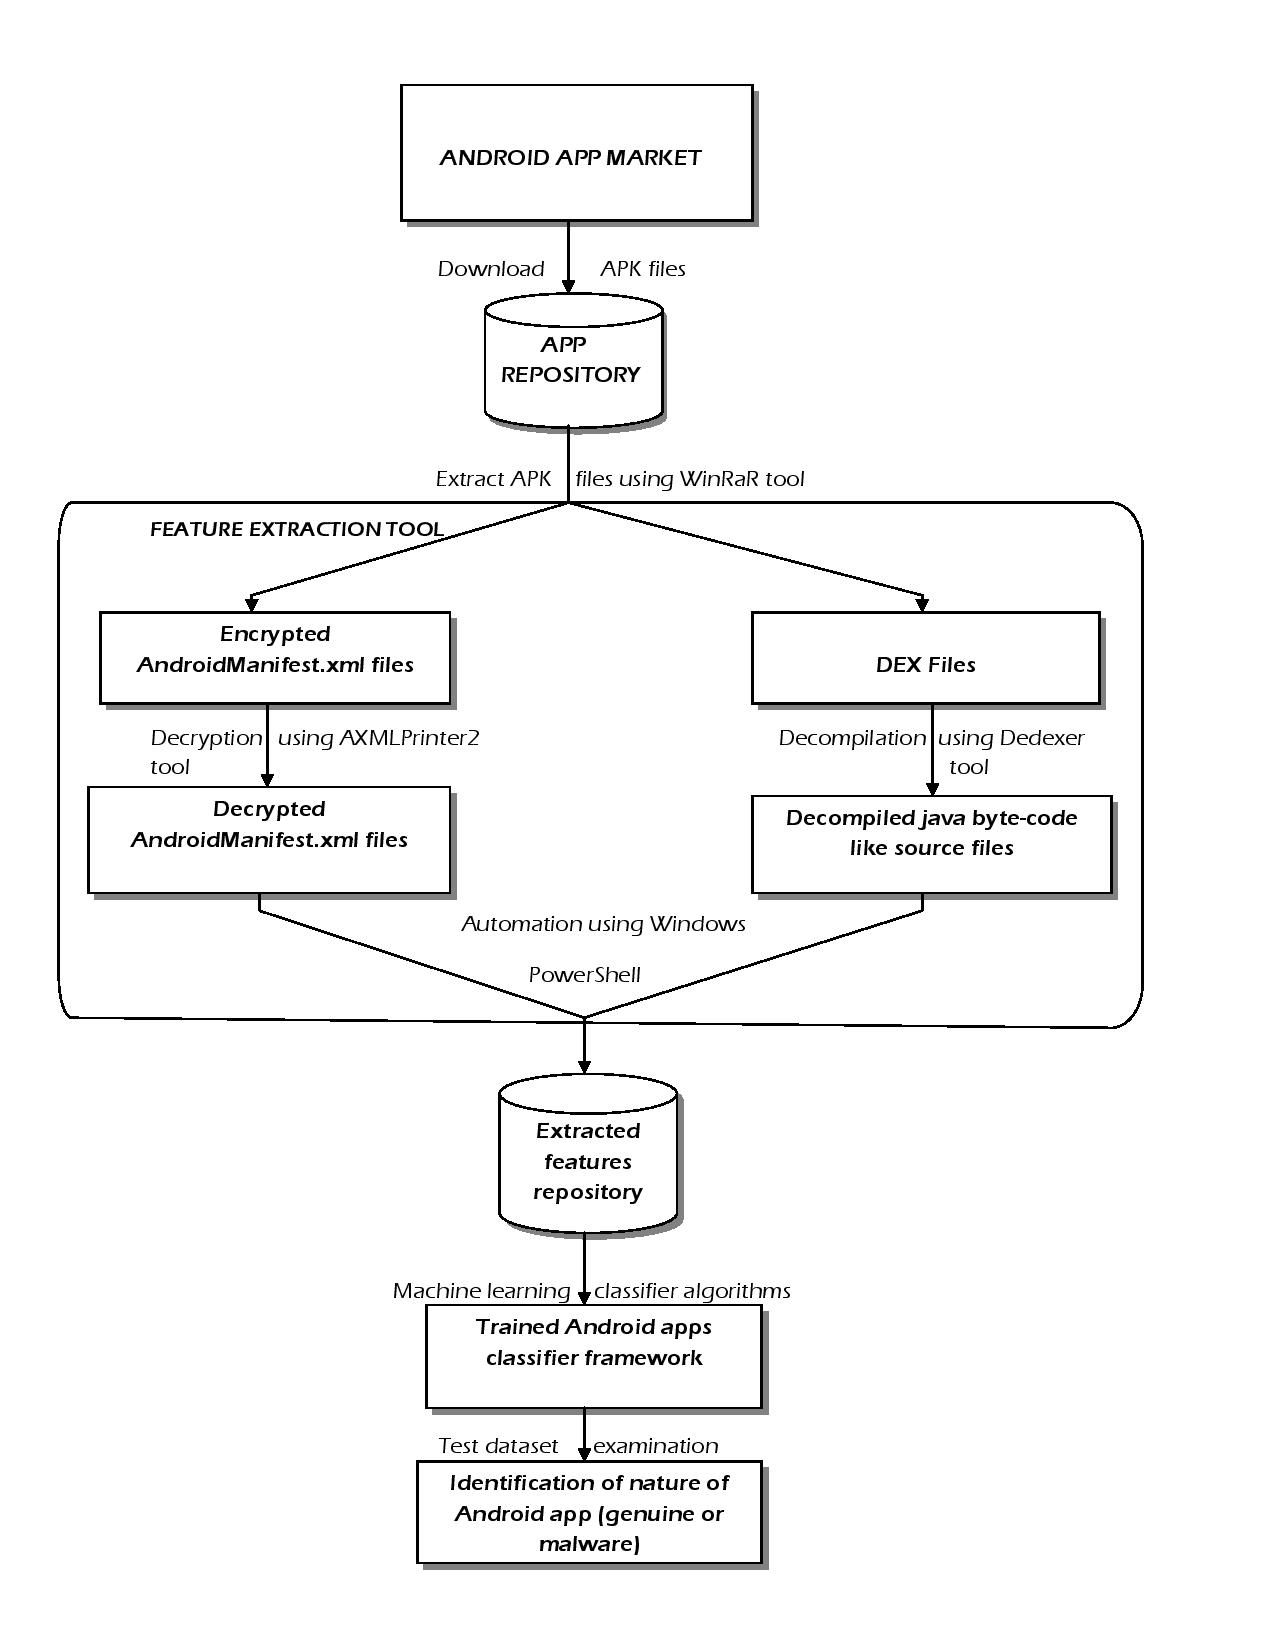 ANDROID APP MARKET
Download APK files
APP
REPOSITORY
Extract APK files using WinRaR tool
FEATURE EXTRACTION TOOL
Encrypted
AndroidManifest.xml files
DEX Files
Decryption using AXMLPrinter2
tool
Decompilation using Dedexer
tool
Decrypted
AndroidManifest.xml files
Decompiled java byte-code
like source files
Automation using Windows
PowerShell
Extracted
features
repository
Machine learning classifier algorithms
Trained Android apps
classifier framework
Test dataset examination
Identification of nature of
Android app (genuine or
malware)